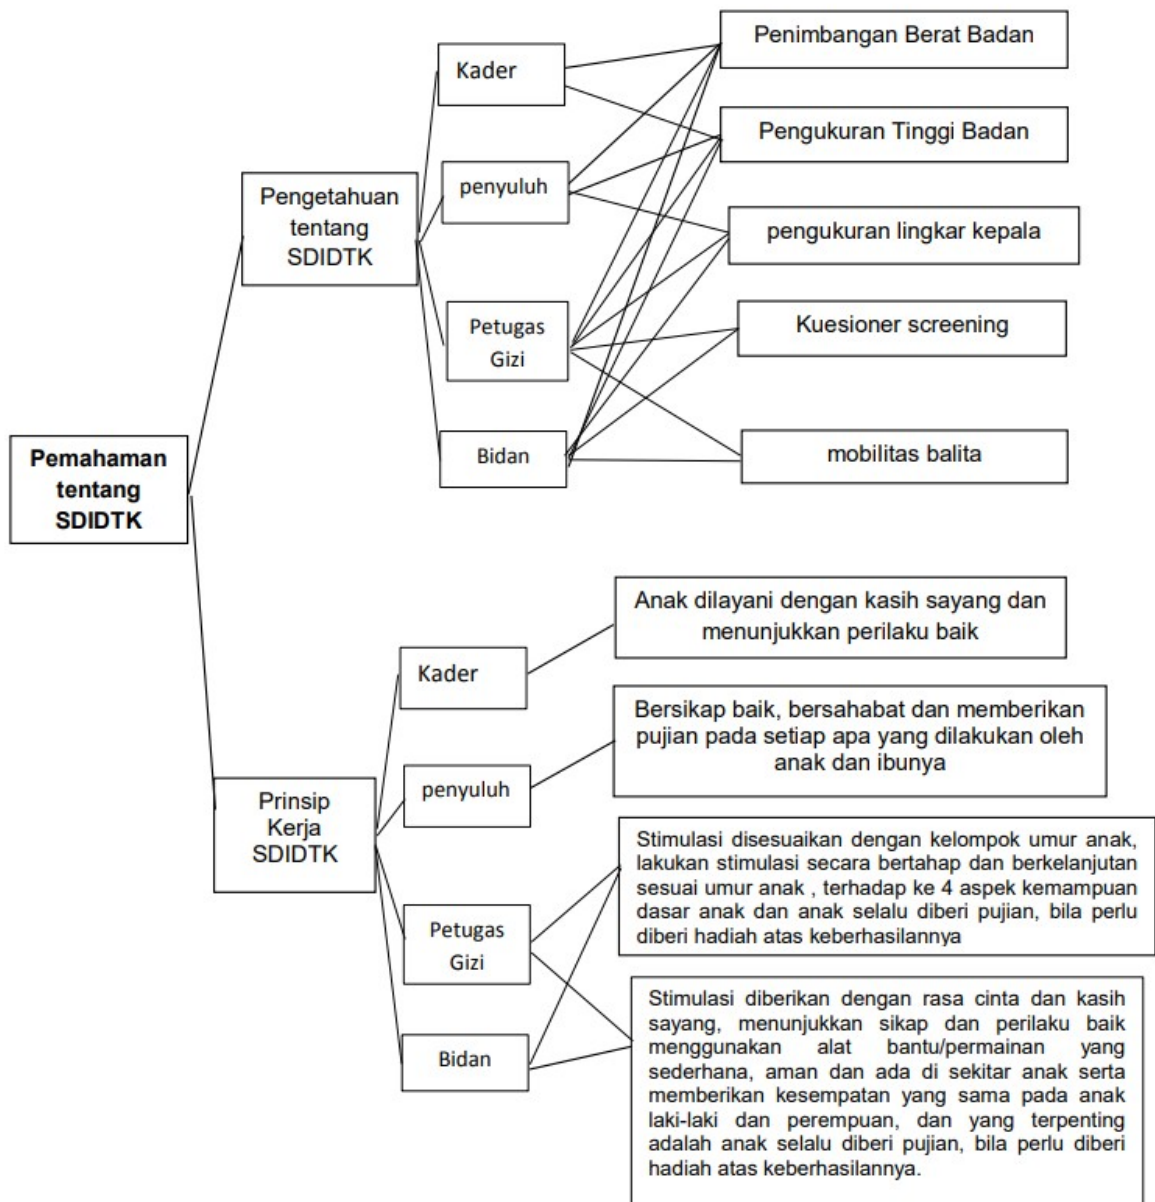 Pemahaman
tentang
SDIDTK
Pengetahuan
tentang
SDIDTK
Kader
penyuluh
Petugas
Gizi
Bidan
Penimbangan Berat Badan
Pengukuran Tinggi Badan
pengukuran lingkar kepala
Kuesioner screening
mobilitas balita
Prinsip
Kerja
SDIDTK
Kader
penyuluh
Petugas
Gizi
Bidan
Anak dilayani dengan kasih sayang dan
menunjukkan perilaku baik
Bersikap baik, bersahabat dan memberikan
pujian pada setiap apa yang dilakukan oleh
anak dan ibunya
Stimulasi disesuaikan dengan kelompok umur anak,
lakukan stimulasi secara bertahap dan berkelanjutan
sesuai umur anak , terhadap ke 4 aspek kemampuan
dasar anak dan anak selalu diberi pujian, bila perlu
diberi hadiah atas keberhasilannya
Stimulasi diberikan dengan rasa cinta dan kasih
sayang, menunjukkan sikap dan perilaku baik
menggunakan alat bantu/permainan yang
sederhana, aman dan ada di sekitar anak serta
memberikan kesempatan yang sama pada anak
laki-laki dan perempuan, dan yang terpenting
adalah anak selalu diberi pujian, bila perlu diberi
hadiah atas keberhasilannya.